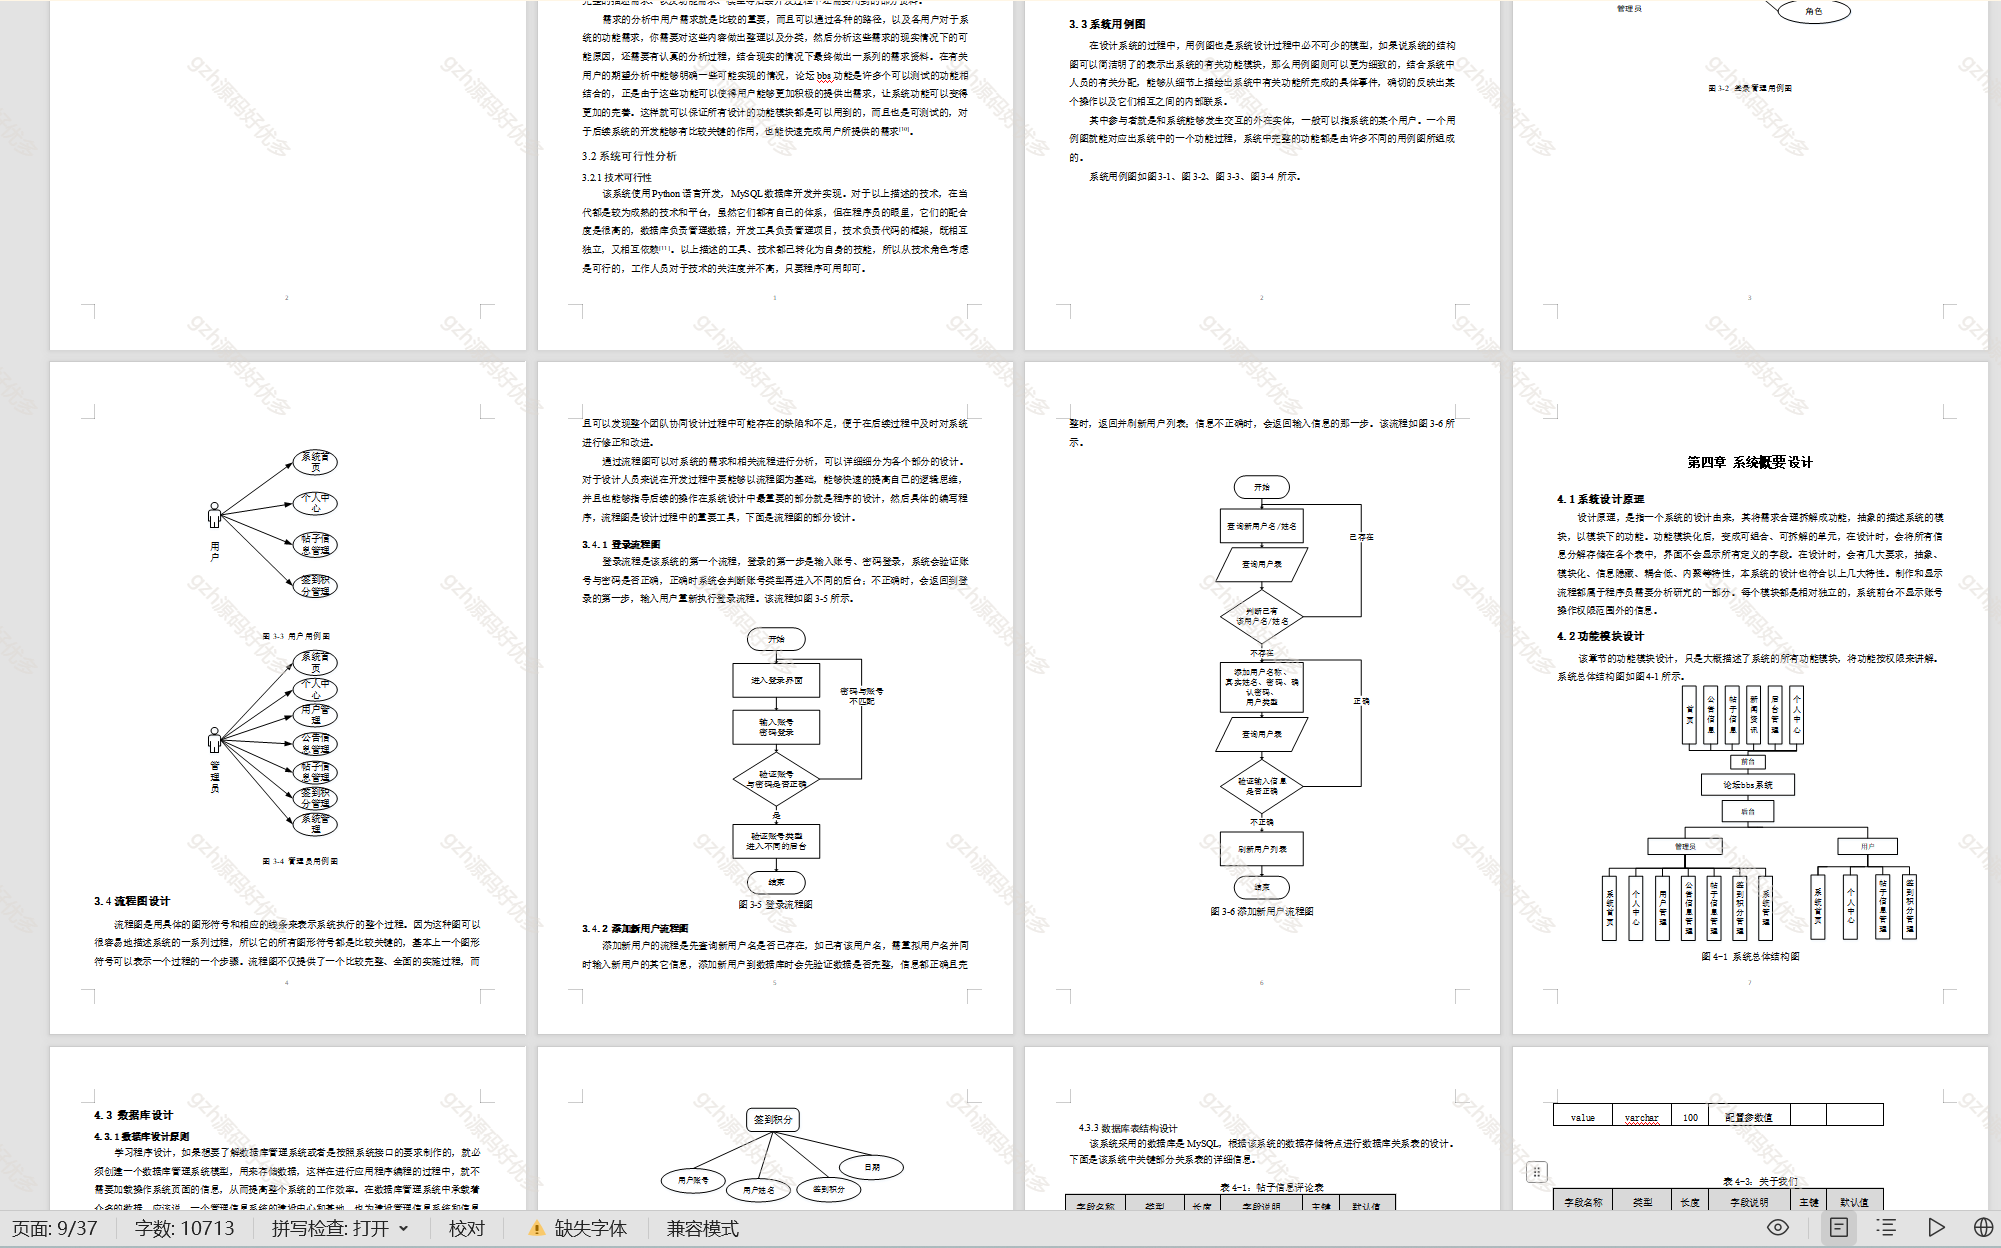 需求的分析中用户需求就是比较的重要，而且可以通过各种的路径，以及各用户对于系
统的功能需求，你需要对这些内容做出整理以及分类，然后分析这些需求的现实情况下的可
能原因，还需要有认真的分析过程，结合现实的情况下最终做出一系列的需求资料。在有关
用户的期望分析中能够明确一些可能实现的情况，论坛bbs功能是许多个可以测试的功能相
结合的，正是由于这些功能可以使得用户能够更加积极的提供出需求，让系统功能可以变得
更加的完善。这样就可以保证所有设计的功能模块都是可以用到的，而且也是可测试的，对
于后续系统的开发能够有比较关键的作用，也能快速完成用户所提供的需求[10]。
3.2系统可行性分析
3.2.1技术可行性
该系统使用Python语言开发，MySQL数据库开发并实现。对于以上描述的技术，在当
代都是较为成熟的技术和平台，虽然它们都有自己的体系，但在程序员的眼里，它们的配合
度是很高的，数据库负责管理数据，开发工具负责管理项目，技术负责代码的框架，既相互
独立，又相互依赖[11]。以上描述的工具、技术都已转化为自身的技能，所以从技术角色考虑
是可行的，工作人员对于技术的关注度并不高，只要程序可用即可。
2
1
3.3系统用例图
在设计系统的过程中，用例图也是系统设计过程中必不可少的模型，如果说系统的结构
图可以简洁明了的表示出系统的有关功能模块，那么用例图则可以更为细致的，结合系统中
人员的有关分配，能够从细节上描绘出系统中有关功能所完成的具体事件，确切的反映出某
个操作以及它们相互之间的内部联系。
其中参与者就是和系统能够发生交互的外在实体，一般可以指系统的某个用户。一个用
例图就能对应出系统中的一个功能过程，系统中完整的功能都是由许多不同的用例图所组成
的。
系统用例图如图3-1、图3-2、图3-3、图3-4所示。
2
管理员
角色
图3-2 登录管理用例图
3
系统首
页
个人中
心
帖子信
息管理
签到积
分管理
用
户
图3-3 用户用例图
系统首
页
个人中
心
用户管
理
公告信
息管理
帖子信
息管理
签到积
分管理
系统管
理
管
理
员
图3-4 管理员用例图
3.4流程图设计
流程图是用具体的图形符号和相应的线条来表示系统执行的整个过程。因为这种图可以
很容易地描述系统的一系列过程，所以它的所有图形符号都是比较关键的，基本上一个图形
符号可以表示一个过程的一个步骤。流程图不仅提供了一个比较完整、全面的实施过程，而
4
且可以发现整个团队协同设计过程中可能存在的缺陷和不足，便于在后续过程中及时对系统
进行修正和改进。
通过流程图可以对系统的需求和相关流程进行分析，可以详细细分为各个部分的设计。
对于设计人员来说在开发过程中要能够以流程图为基础，能够快速的提高自己的逻辑思维，
并且也能够指导后续的操作在系统设计中最重要的部分就是程序的设计，然后具体的编写程
序，流程图是设计过程中的重要工具，下面是流程图的部分设计。
3.4.1 登录流程图
登录流程是该系统的第一个流程，登录的第一步是输入账号、密码登录，系统会验证账
号与密码是否正确，正确时系统会判断账号类型再进入不同的后台；不正确时，会返回到登
录的第一步，输入用户重新执行登录流程。该流程如图3-5所示。
开始
进入登录界面
密码与账号
不匹配
输入账号
密码登录
验证账号
与密码是否正确
是
验证账号类型
进入不同的后台
结束
图3-5 登录流程图
3.4.2 添加新用户流程图
添加新用户的流程是先查询新用户名是否已存在，如已有该用户名，需重拟用户名并同
时输入新用户的其它信息，添加新用户到数据库时会先验证数据是否完整，信息都正确且完
5
整时，返回并刷新用户列表；信息不正确时，会返回输入信息的那一步。该流程如图3-6所
示。
开始
查询新用户名/姓名
已存在
查询用户表
判断已有
该用户名/姓名
不存在
添加用户名称、
真实姓名、密码、确
认密码、
用户类型
正确
查询用户表
验证输入信息
是否正确
不正确
刷新用户列表
结束
图3-6添加新用户流程图
6
第四章 系统概要设计
4.1系统设计原理
设计原理，是指一个系统的设计由来，其将需求合理拆解成功能，抽象的描述系统的模
块，以模块下的功能。功能模块化后，变成可组合、可拆解的单元，在设计时，会将所有信
息分解存储在各个表中，界面不会显示所有定义的字段。在设计时，会有几大要求，抽象、
模块化、信息隐藏、耦合低、内聚等特性，本系统的设计也符合以上几大特性。制作和显示
流程都属于程序员需要分析研究的一部分。每个模块都是相对独立的，系统前台不显示账号
操作权限范围外的信息。
4.2功能模块设计
该章节的功能模块设计，只是大概描述了系统的所有功能模块，将功能按权限来讲解。
系统总体结构图如图4-1所示。
首页
公告信息
帖子信息
新闻资讯
后台管理
个人中心
前台
论坛bbs系统
后台
管理员
用户
系统首页
个人中心
用户管理
公告信息管理
帖子信息管理
签到积分管理
系统管理
系统首页
个人中心
帖子信息管理
签到积分管理
图4-1 系统总体结构图
7
4.3 数据库设计
4.3.1数据库设计原则
学习程序设计，如果想要了解数据库管理系统或者是按照系统接口的要求制作的，就必
须创建一个数据库管理系统模型，用来存储数据，这样在进行应用程序编程的过程中，就不
需要加载操作系统页面的信息，从而提高整个系统的工作效率。在数据库管理系统中承载着
签到积分
用户账号
用户姓名
签到积分
日期
4.3.3数据库表结构设计
该系统采用的数据库是MySQL，根据该系统的数据存储特点进行数据库关系表的设计。
下面是该系统中关键部分关系表的详细信息。
表4-1：帖子信息评论表
字段名称 类型 长度 字段说明 主键 默认值
value varchar 100 配置参数值
表4-3：关于我们
字段名称 类型 长度 字段说明 主键 默认值
gzh源码好优多
页面: 9/37 字数: 10713 拼写检查: 打开 校对 缺失字体 兼容模式